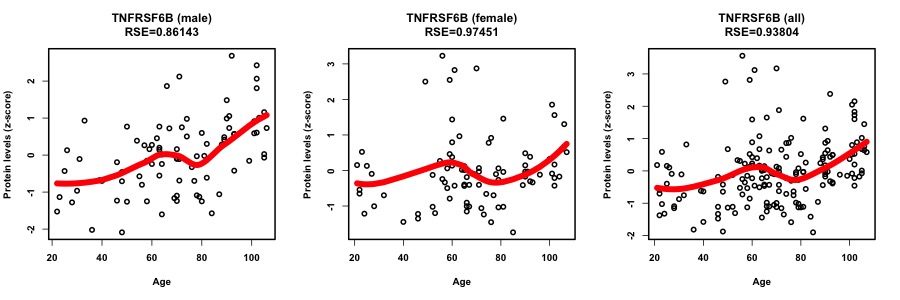 TNFRSF6B (male)
RSE=0.86143
Protein levels (z-score)
2
1
0
-1
-2
20 40 60 80 100
Age
TNFRSF6B (female)
RSE=0.97451
Protein levels (z-score)
3
2
1
0
-1
20 40 60 80 100
Age
TNFRSF6B (all)
RSE=0.93804
Protein levels (z-score)
3
2
1
0
-1
-2
20 40 60 80 100
Age